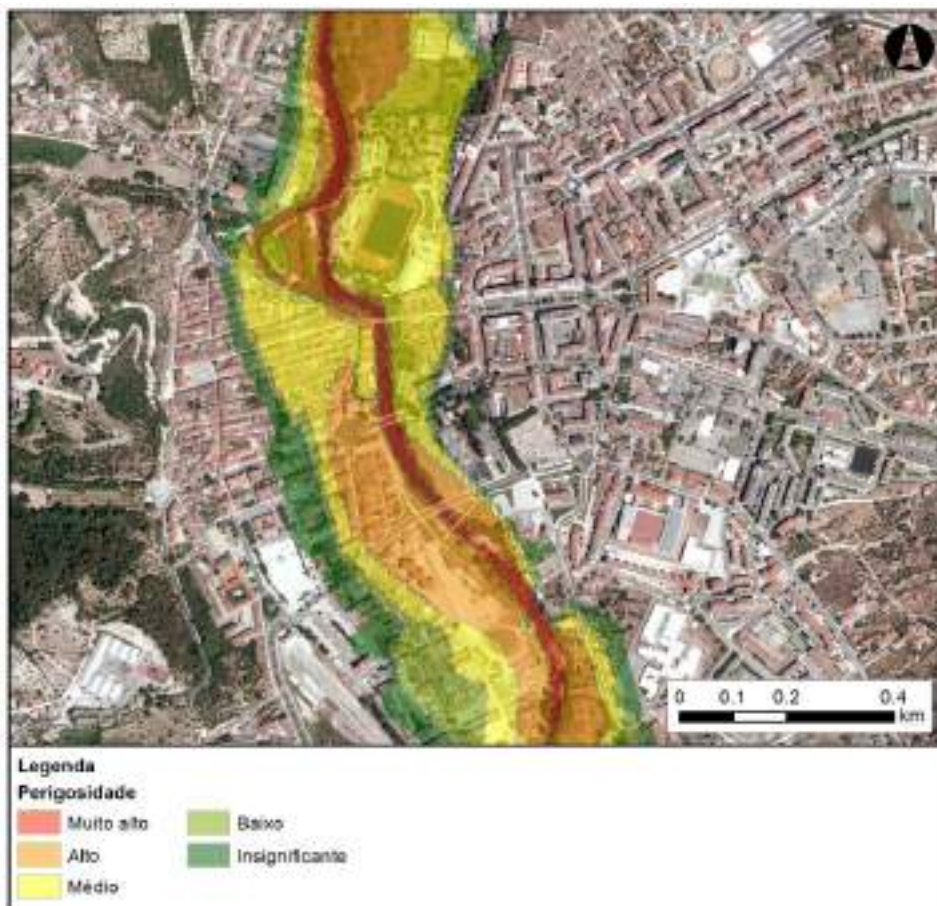 0 0.1 0.2 0.4
km
Legenda
Perigosidade
Muito alto
Alto
Médio
Baixo
Insignificante